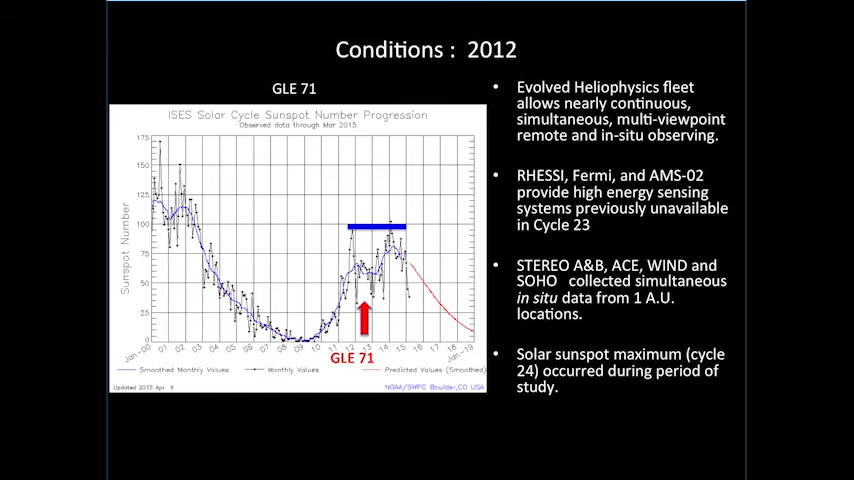 Conditions : 2012
GLE 71
ISES Solar Cycle Sunspot Number Progression
Observed data through Mar 2015
Sunspot Number
175
150
125
100
75
50
25
0
Jan-00 01 02 03 04 05 06 07 08 09 10 11 12 13 14 15 16 17 18 Jan-19
GLE 71
Smoothed Monthly Values Monthly Values Predicted Values (Smoothed)
Updated 2015 Apr 6 NOAA/SWPC Boulder,CO USA
• Evolved Heliophysics fleet
allows nearly continuous,
simultaneous, multi-viewpoint
remote and in-situ observing.
• RHESSI, Fermi, and AMS-02
provide high energy sensing
systems previously unavailable
in Cycle 23
• STEREO A&B, ACE, WIND and
SOHO collected simultaneous
in situ data from 1 A.U.
locations.
• Solar sunspot maximum (cycle
24) occurred during period of
study.